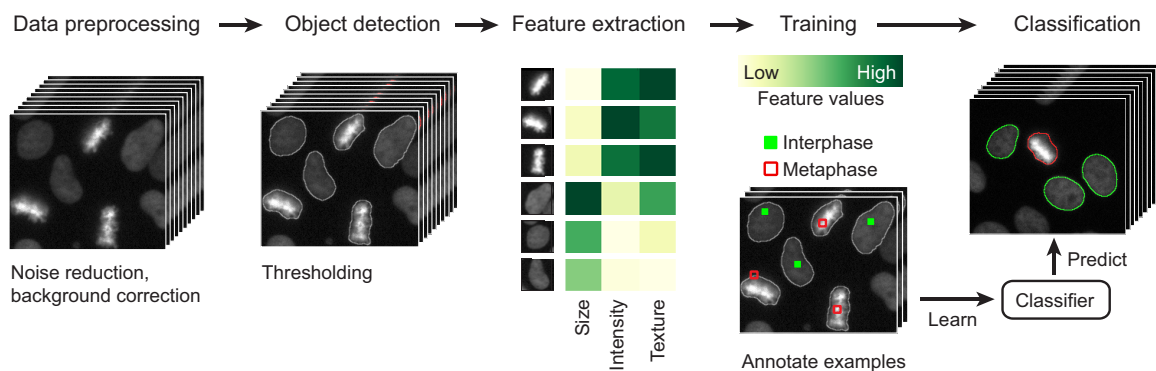 Data preprocessing
Object detection
Feature extraction
Training
Classification
Low
High
Feature values
Interphase
Metaphase
Noise reduction,
background correction
Thresholding
Size
Intensity
Texture
Annotate examples
Learn
Classifier
Predict